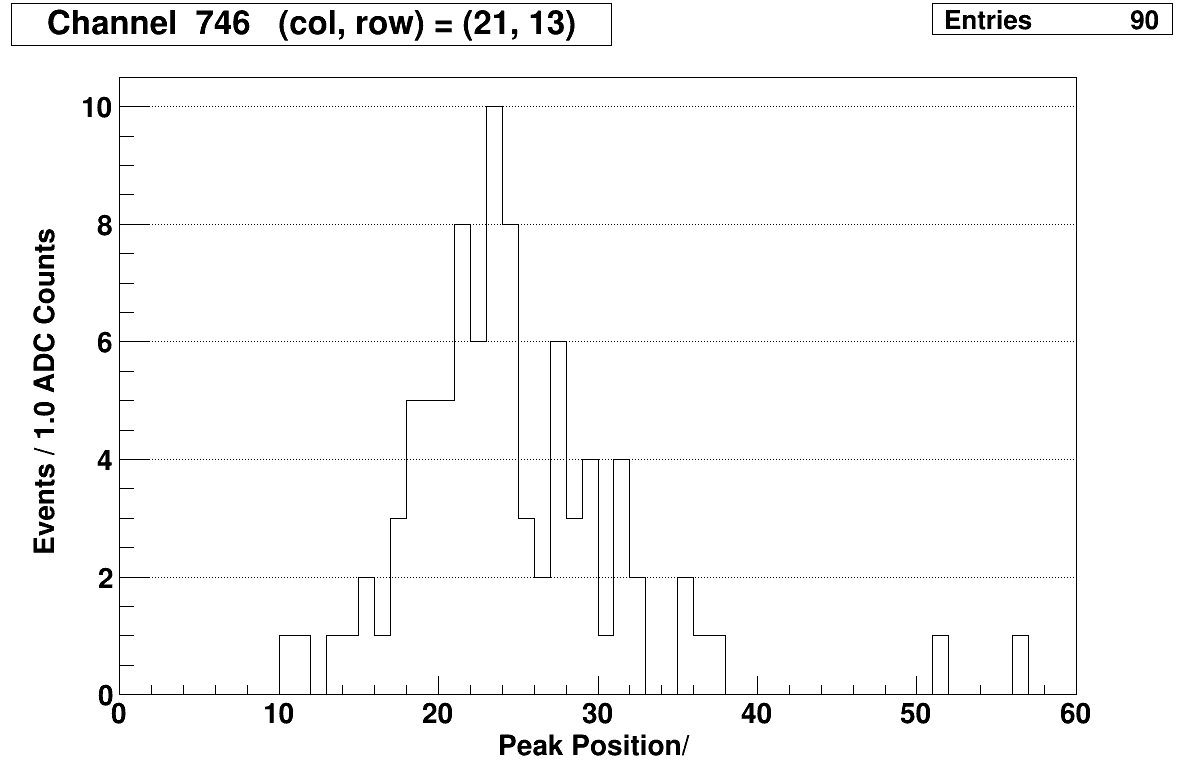 Channel 746 (col, row) = (21, 13)
Entries 90
Events / 1.0 ADC Counts
10
8
6
4
2
0
0 10 20 30 40 50 60
Peak Position/